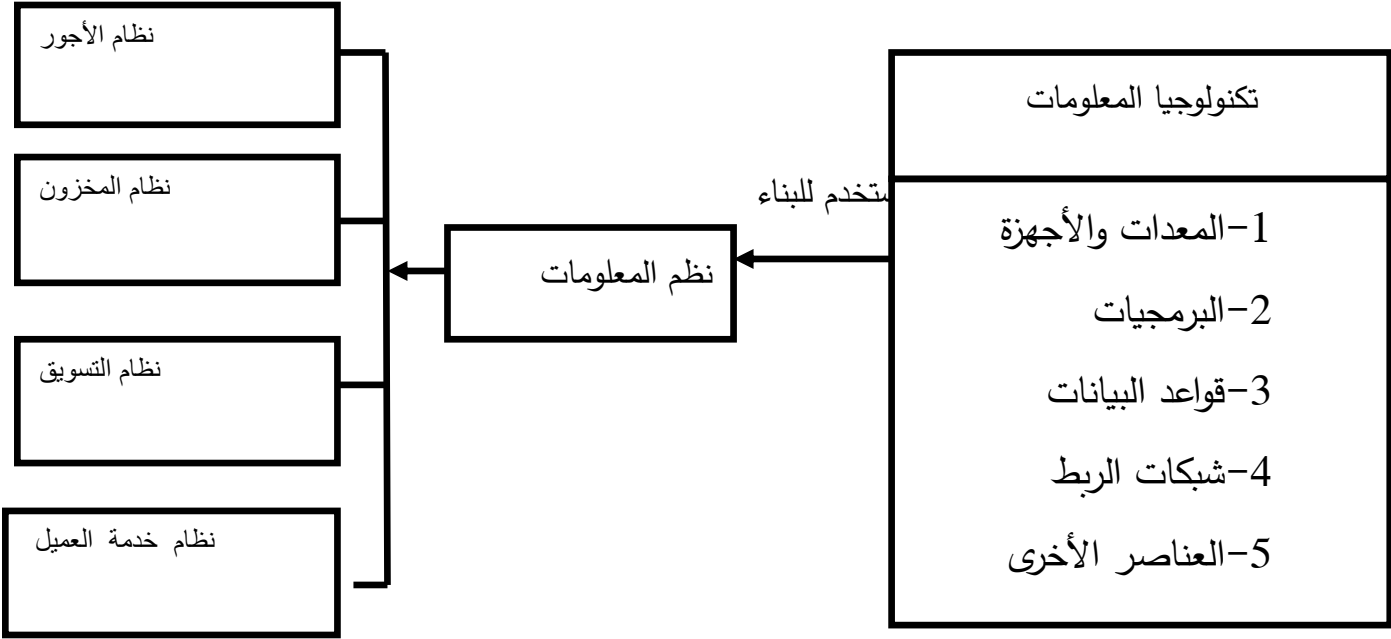 تكنولوجيا المعلومات
1-المعدات والأجهزة
2-البرمجيات
3-قواعد البيانات
4-شبكات الربط
5-العناصر الأخرى
ستخدم للبناء
نظم المعلومات
نظام الأجور
نظام المخزون
نظام التسويق
نظام خدمة العميل